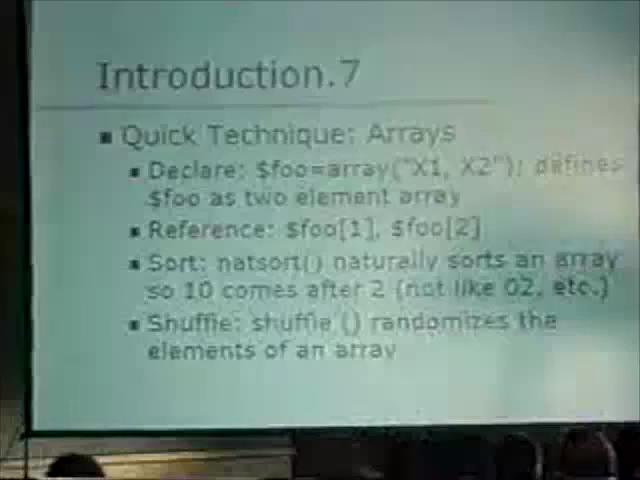 Introduction.7
■ Quick Technique: Arrays
■ Declare: $foo=array("X1, X2"); defines
$foo as two element array
■ Reference: $foo[1], $foo[2]
■ Sort: natsort() naturally sorts an array
so 10 comes after 2 (not like 02, etc.)
■ Shuffle: shuffle () randomizes the
elements of an array